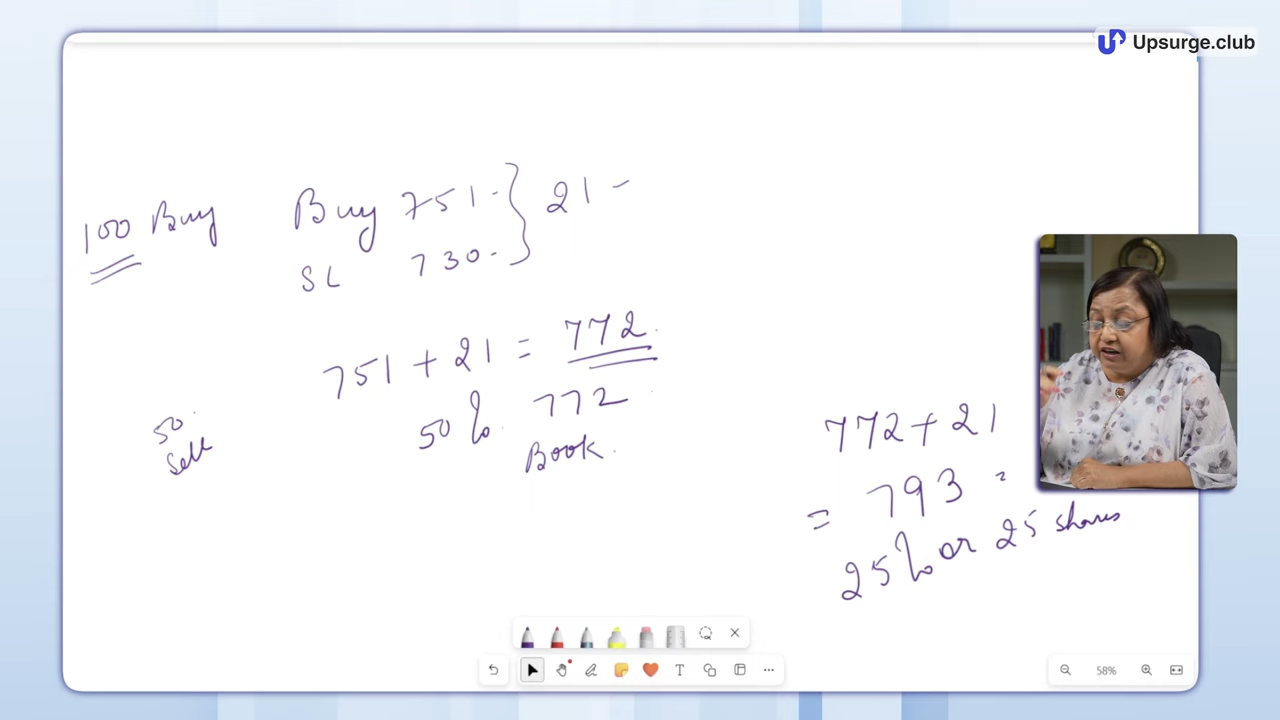 Upsurge.club
100 Buy
Buy 751.
SL 730.
} 21 -
751 + 21 = 772.
50% 772
Book.
50.
Sell
772 + 21
= 793
25% or 25 shares
T
58%